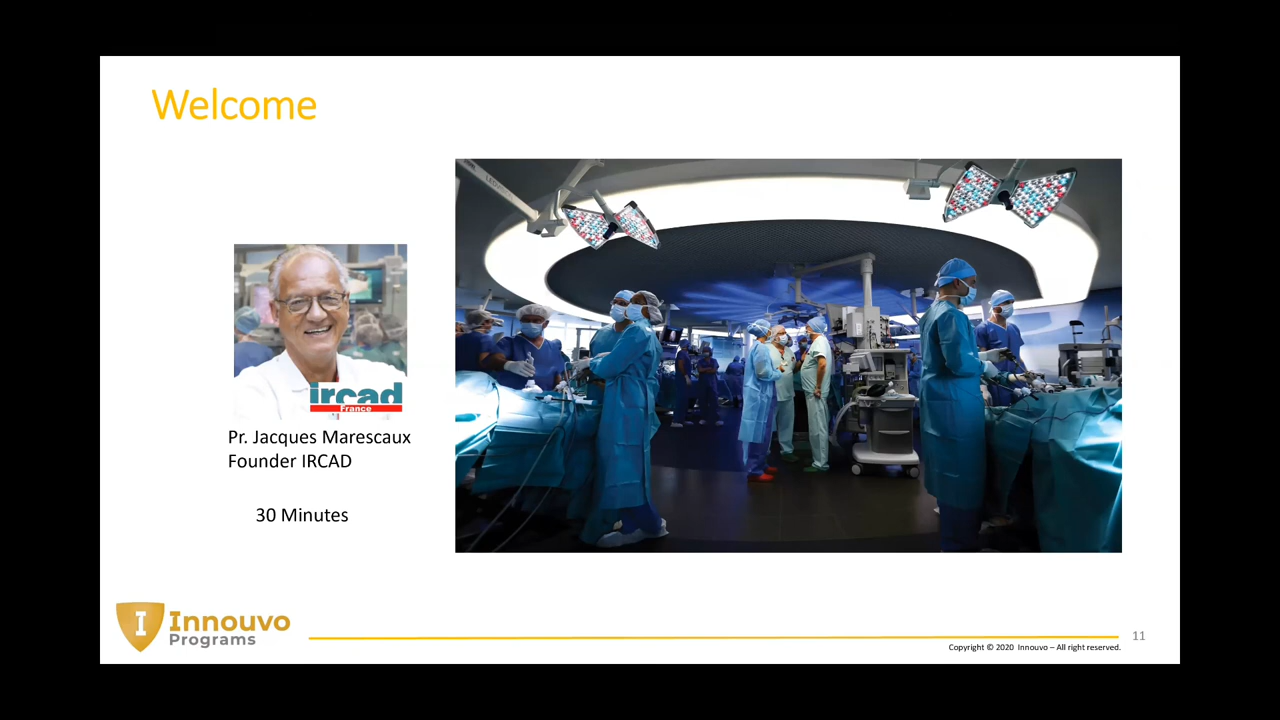 Welcome
ircad
France
Pr. Jacques Marescaux
Founder IRCAD
30 Minutes
I Innouvo
Programs
11
Copyright © 2020 Innouvo – All right reserved.